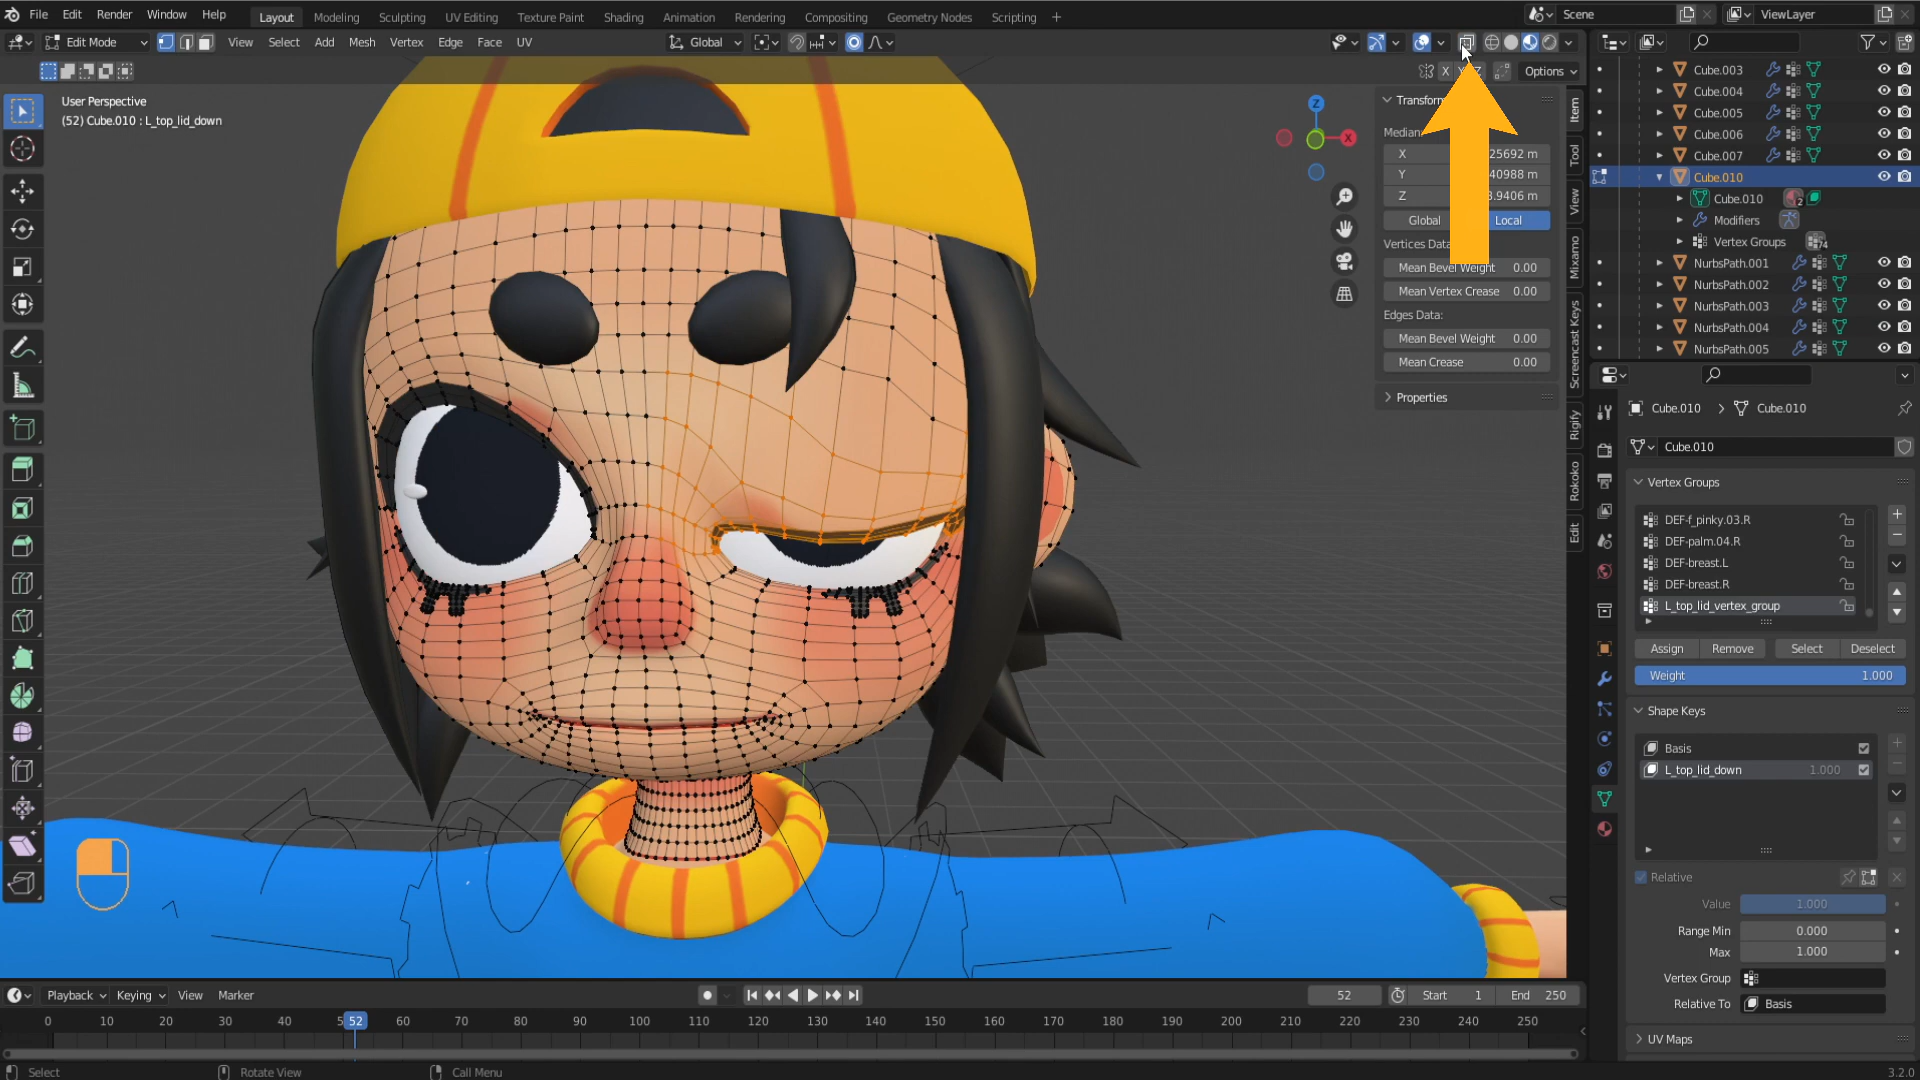 File Edit Render Window Help Layout Modeling Sculpting UV Editing Texture Paint Shading Animation Rendering Compositing Geometry Nodes Scripting + Scene ViewLayer
Edit Mode View Select Add Mesh Vertex Edge Face UV Global
X Options
User Perspective
(52) Cube.010 : L_top_lid_down
Z
X
Transform
Median
X 25692 m
Y 40988 m
Z 3.9406 m
Global Local
Vertices Data:
Mean Bevel Weight 0.00
Mean Vertex Crease 0.00
Edges Data:
Mean Bevel Weight 0.00
Mean Crease 0.00
Properties
Item
Tool
View
Mixamo
Screencast Keys
Rigify
Rokoko
Edit
Cube.003
Cube.004
Cube.005
Cube.006
Cube.007
Cube.010
Cube.010 2
Modifiers
Vertex Groups 74
NurbsPath.001
NurbsPath.002
NurbsPath.003
NurbsPath.004
NurbsPath.005
Cube.010 > Cube.010
Cube.010
Vertex Groups
DEF-f_pinky.03.R
DEF-palm.04.R
DEF-breast.L
DEF-breast.R
L_top_lid_vertex_group
Assign Remove Select Deselect
Weight 1.000
Shape Keys
Basis
L_top_lid_down 1.000
Relative
Value 1.000
Range Min 0.000
Max 1.000
Vertex Group
Relative To Basis
UV Maps
Playback Keying View Marker 52 Start 1 End 250
0 10 20 30 40 5 52 60 70 80 90 100 110 120 130 140 150 160 170 180 190 200 210 220 230 240 250
Select Rotate View Call Menu 3.2.0